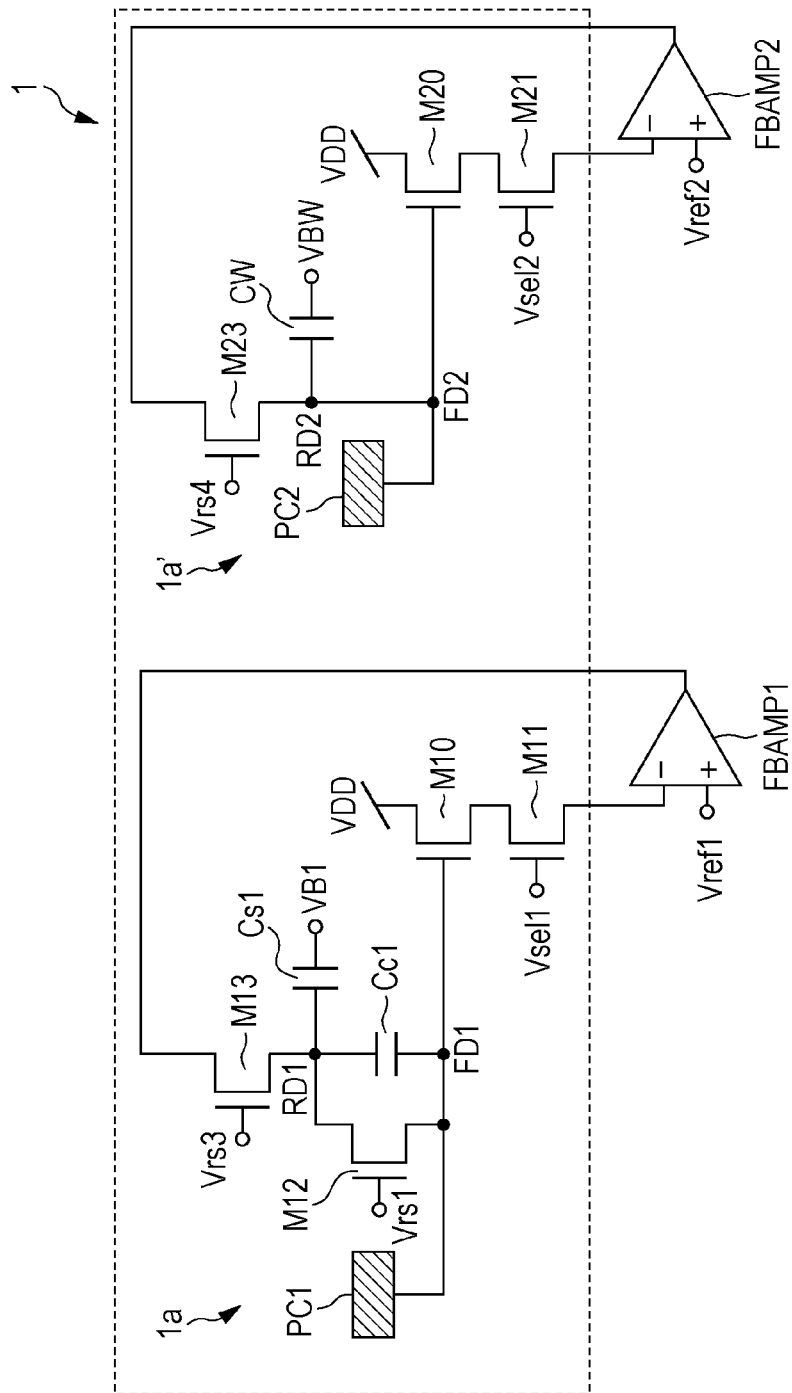 1
1a
PC1
Vrs1
M12
Vrs3
M13
RD1
Cs1
VB1
Cc1
FD1
VDD
M10
M11
Vsel1
−
+
Vref1
FBAMP1
1a'
PC2
Vrs4
M23
RD2
CW
VBW
FD2
VDD
M20
M21
Vsel2
−
+
Vref2
FBAMP2